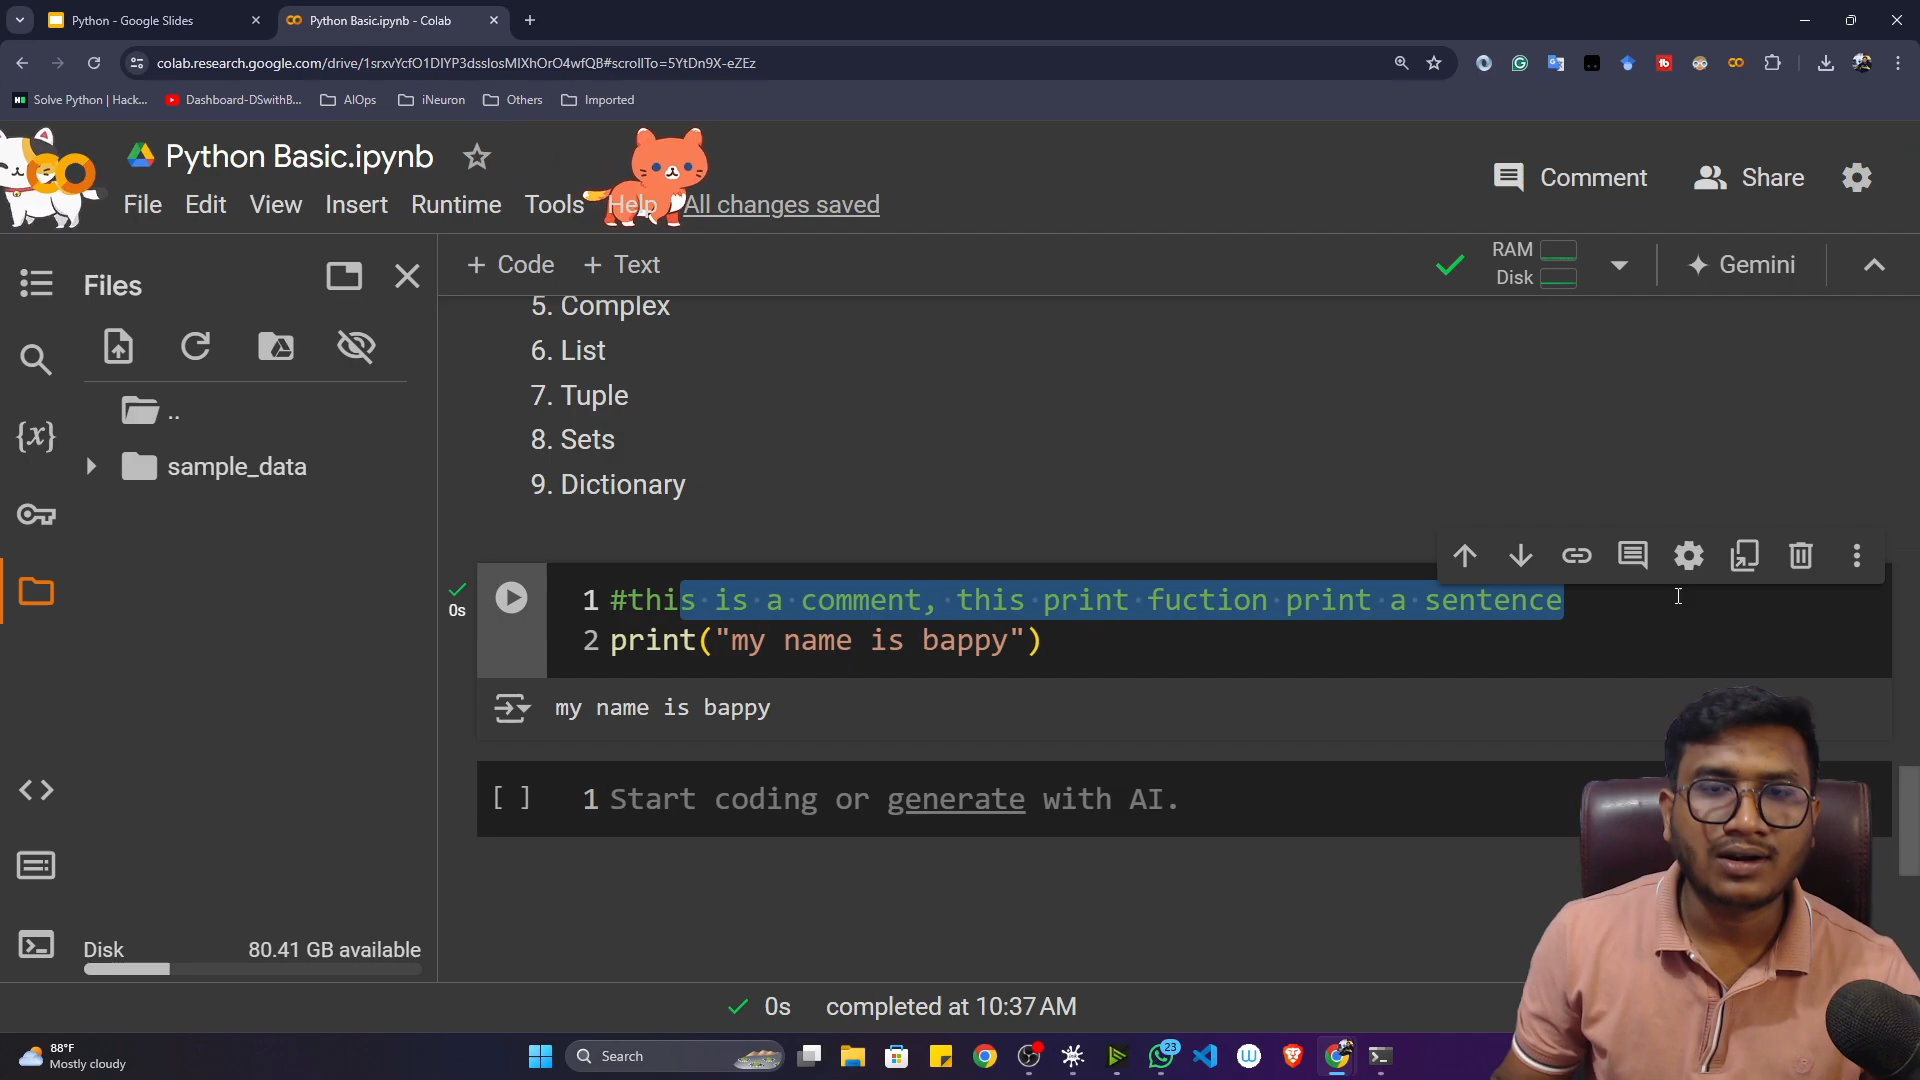 Python - Google Slides
Python Basic.ipynb - Colab
colab.research.google.com/drive/1srxvYcfO1DIYP3dsslosMIXhOrO4wfQB#scrollTo=5YtDn9X-eZEz
Solve Python | Hack...
Dashboard-DSwithB...
AIOps
iNeuron
Others
Imported
Python Basic.ipynb
File Edit View Insert Runtime Tools Help All changes saved
Comment
Share
Files
+ Code + Text
RAM
Disk
Gemini
..
sample_data
5. Complex
6. List
7. Tuple
8. Sets
9. Dictionary
0s
1 #this is a comment, this print fuction print a sentence
2 print("my name is bappy")
my name is bappy
[ ] 1 Start coding or generate with AI.
Disk 80.41 GB available
0s completed at 10:37 AM
88°F
Mostly cloudy
Search
23